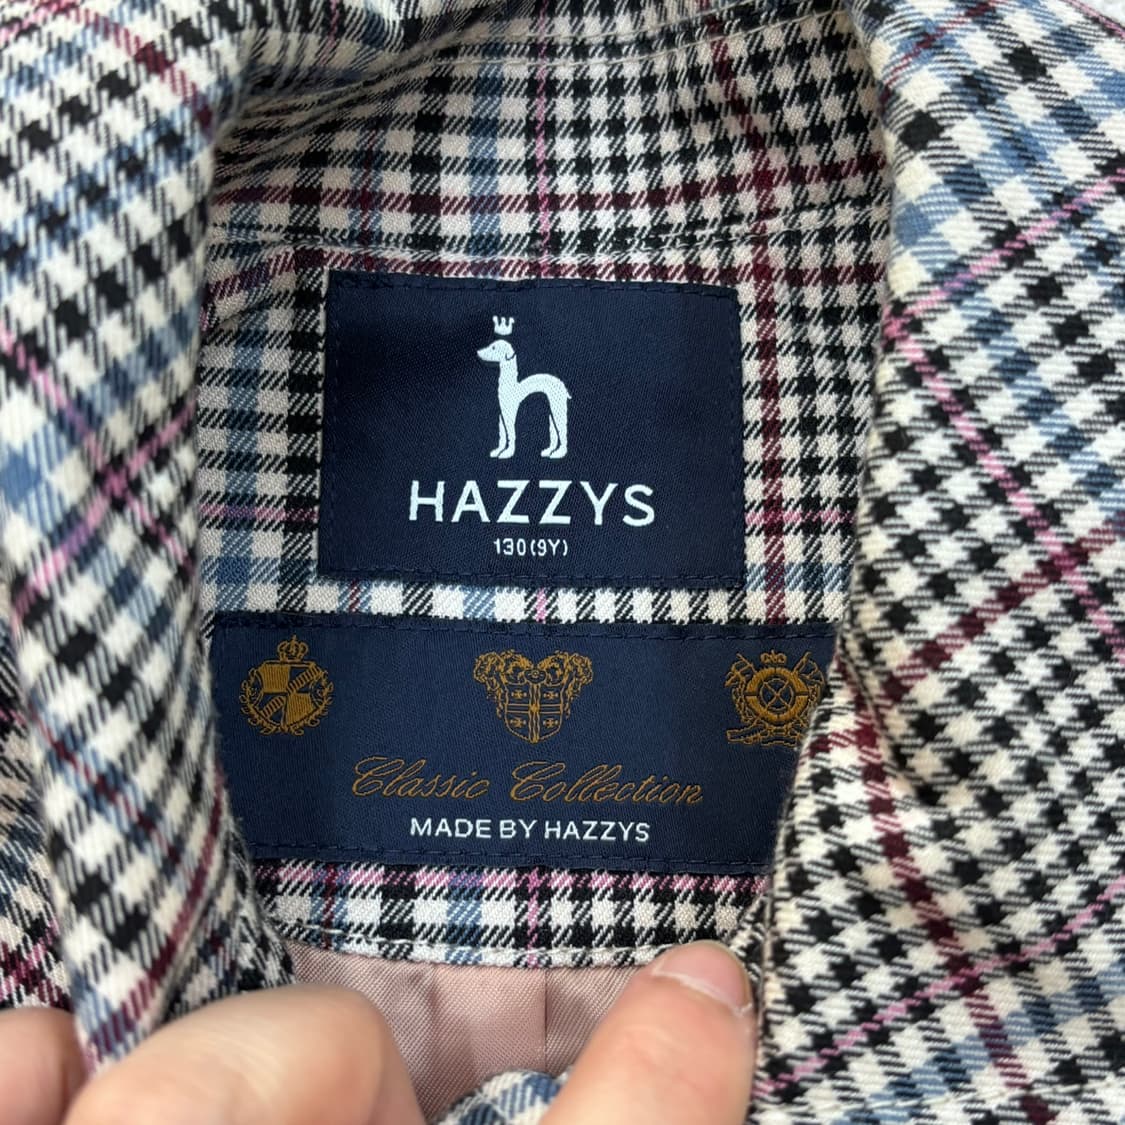 HAZZYS
130(9Y)
Classic Collection
MADE BY HAZZYS